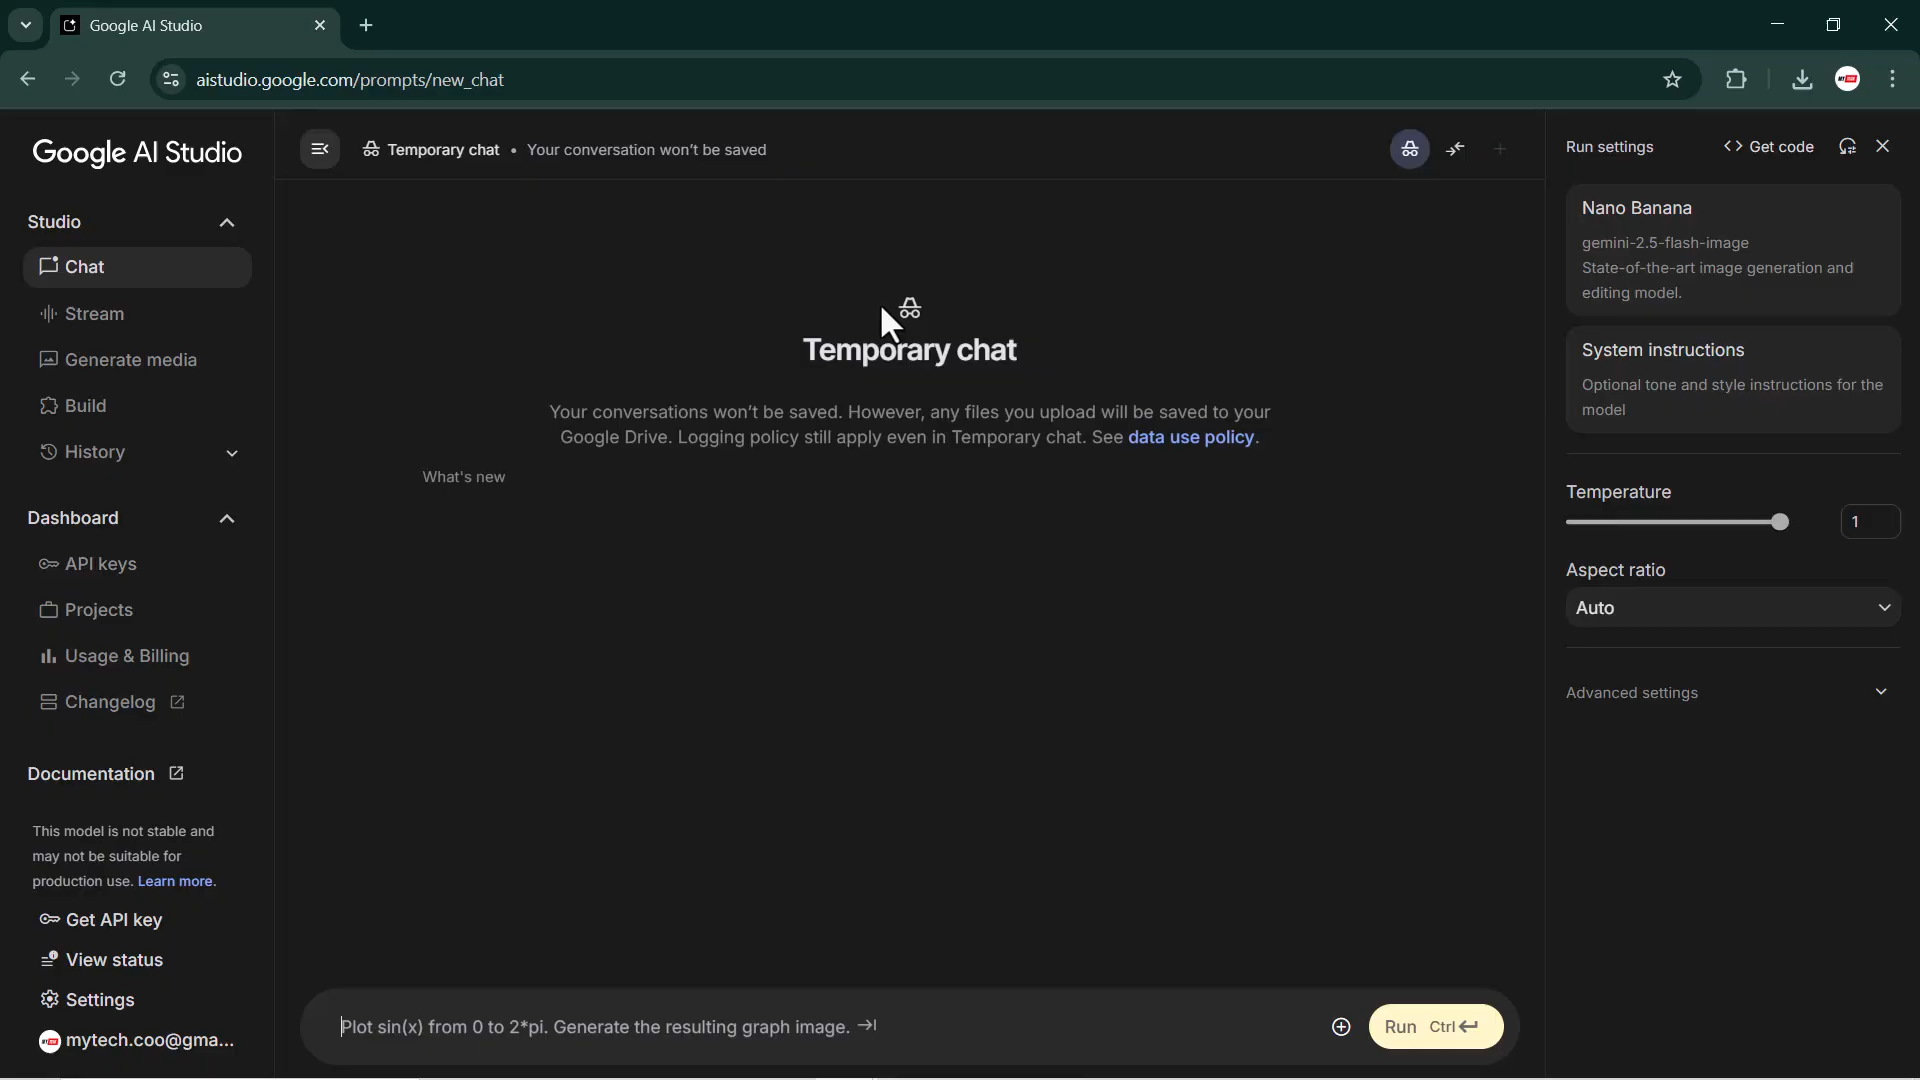 Google AI Studio
aistudio.google.com/prompts/new_chat
Google AI Studio
Studio
Chat
Stream
Generate media
Build
History
Dashboard
API keys
Projects
Usage & Billing
Changelog
Documentation
This model is not stable and
may not be suitable for
production use. Learn more.
Get API key
View status
Settings
mytech.coo@gma...
Temporary chat • Your conversation won't be saved
Temporary chat
Your conversations won't be saved. However, any files you upload will be saved to your
Google Drive. Logging policy still apply even in Temporary chat. See data use policy.
What's new
Plot sin(x) from 0 to 2*pi. Generate the resulting graph image.
Run Ctrl
Run settings
Get code
Nano Banana
gemini-2.5-flash-image
State-of-the-art image generation and
editing model.
System instructions
Optional tone and style instructions for the
model
Temperature
1
Aspect ratio
Auto
Advanced settings